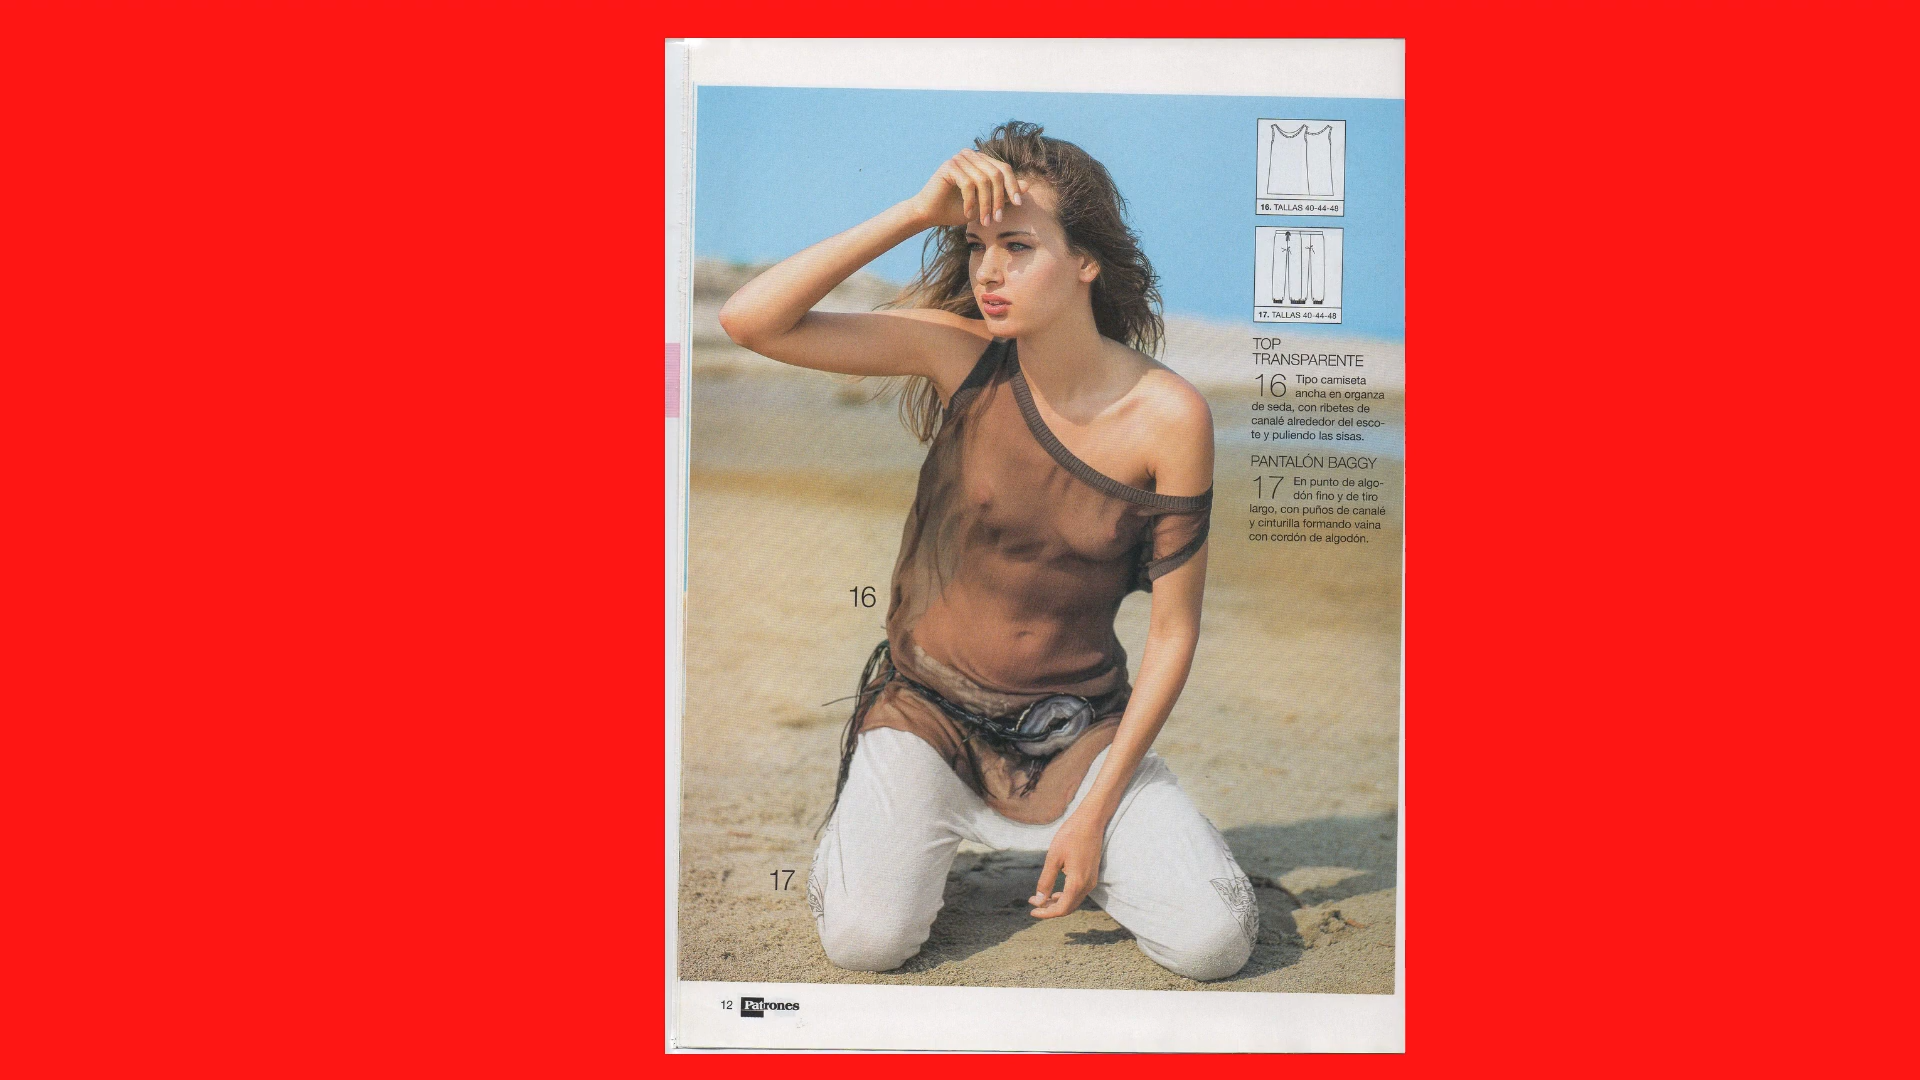 16. TALLAS 40-44-48
17. TALLAS 40-44-48
TOP
TRANSPARENTE
16 Tipo camiseta
ancha en organza
de seda, con ribetes de
canalé alrededor del esco-
te y puliendo las sisas.
PANTALÓN BAGGY
17 En punto de algo-
dón fino y de tiro
largo, con puños de canalé
y cinturilla formando vaina
con cordón de algodón.
16
17
12 Patrones